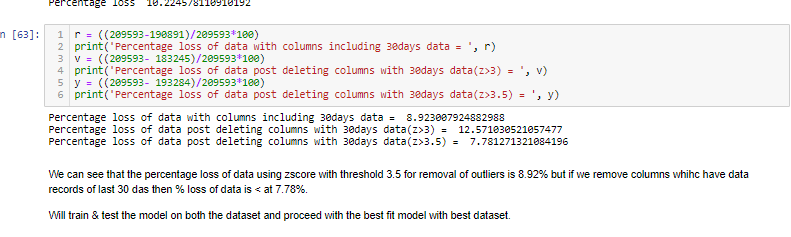 Percentage loss 10.224578110910192
n [63]:
1 r = ((209593-190891)/209593*100)
2 print('Percentage loss of data with columns including 30days data = ', r)
3 v = ((209593- 183245)/209593*100)
4 print('Percentage loss of data post deleting columns with 30days data(z>3) = ', v)
5 y = ((209593- 193284)/209593*100)
6 print('Percentage loss of data post deleting columns with 30days data(z>3.5) = ', y)
Percentage loss of data with columns including 30days data =  8.923007924882988
Percentage loss of data post deleting columns with 30days data(z>3) =  12.571030521057477
Percentage loss of data post deleting columns with 30days data(z>3.5) =  7.781271321084196
We can see that the percentage loss of data using zscore with threshold 3.5 for removal of outliers is 8.92% but if we remove columns whihc have data
records of last 30 das then % loss of data is < at 7.78%.
Will train & test the model on both the dataset and proceed with the best fit model with best dataset.